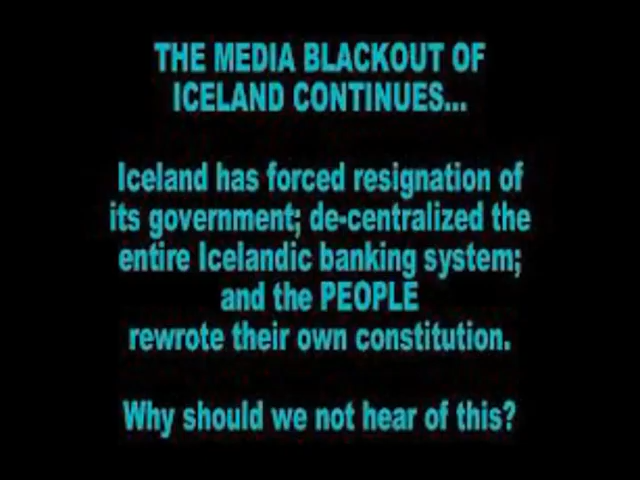 THE MEDIA BLACKOUT OF
ICELAND CONTINUES...
Iceland has forced resignation of
its government; de-centralized the
entire Icelandic banking system;
and the PEOPLE
rewrote their own constitution.
Why should we not hear of this?